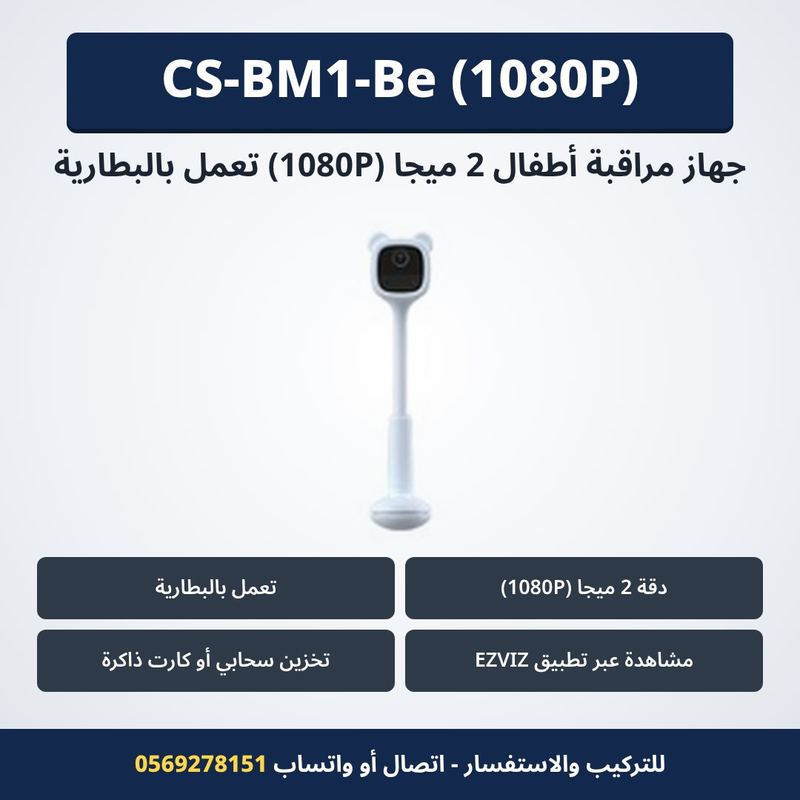 CS-BM1-Be (1080P)
جهاز مراقبة أطفال 2 ميجا (1080P) تعمل بالبطارية
دقة 2 ميجا (1080P)
تعمل بالبطارية
مشاهدة عبر تطبيق EZVIZ
تخزين سحابي أو كارت ذاكرة
للتركيب والاستفسار - اتصال أو واتساب 0569278151